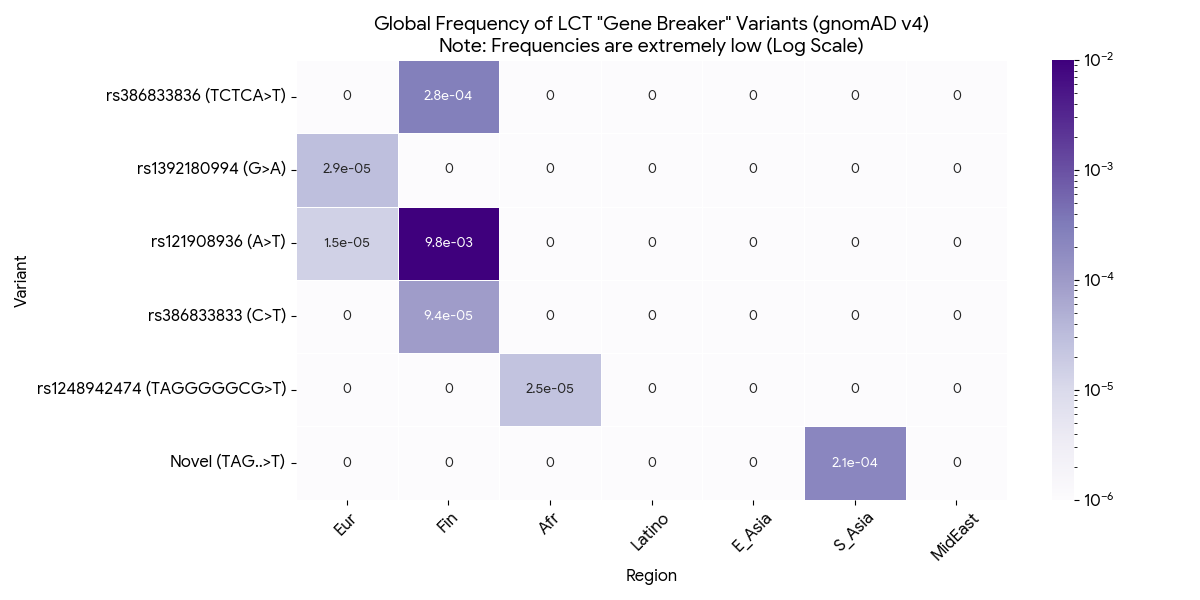 Global Frequency of LCT "Gene Breaker" Variants (gnomAD v4)
Note: Frequencies are extremely low (Log Scale)
Variant
rs386833836 (TCTCA>T) 0 2.8e-04 0 0 0 0 0
rs1392180994 (G>A) 2.9e-05 0 0 0 0 0 0
rs121908936 (A>T) 1.5e-05 9.8e-03 0 0 0 0 0
rs386833833 (C>T) 0 9.4e-05 0 0 0 0 0
rs1248942474 (TAGGGGGCG>T) 0 0 2.5e-05 0 0 0 0
Novel (TAG..>T) 0 0 0 0 0 2.1e-04 0
Eur Fin Afr Latino E_Asia S_Asia MidEast
Region
10⁻²
10⁻³
10⁻⁴
10⁻⁵
10⁻⁶